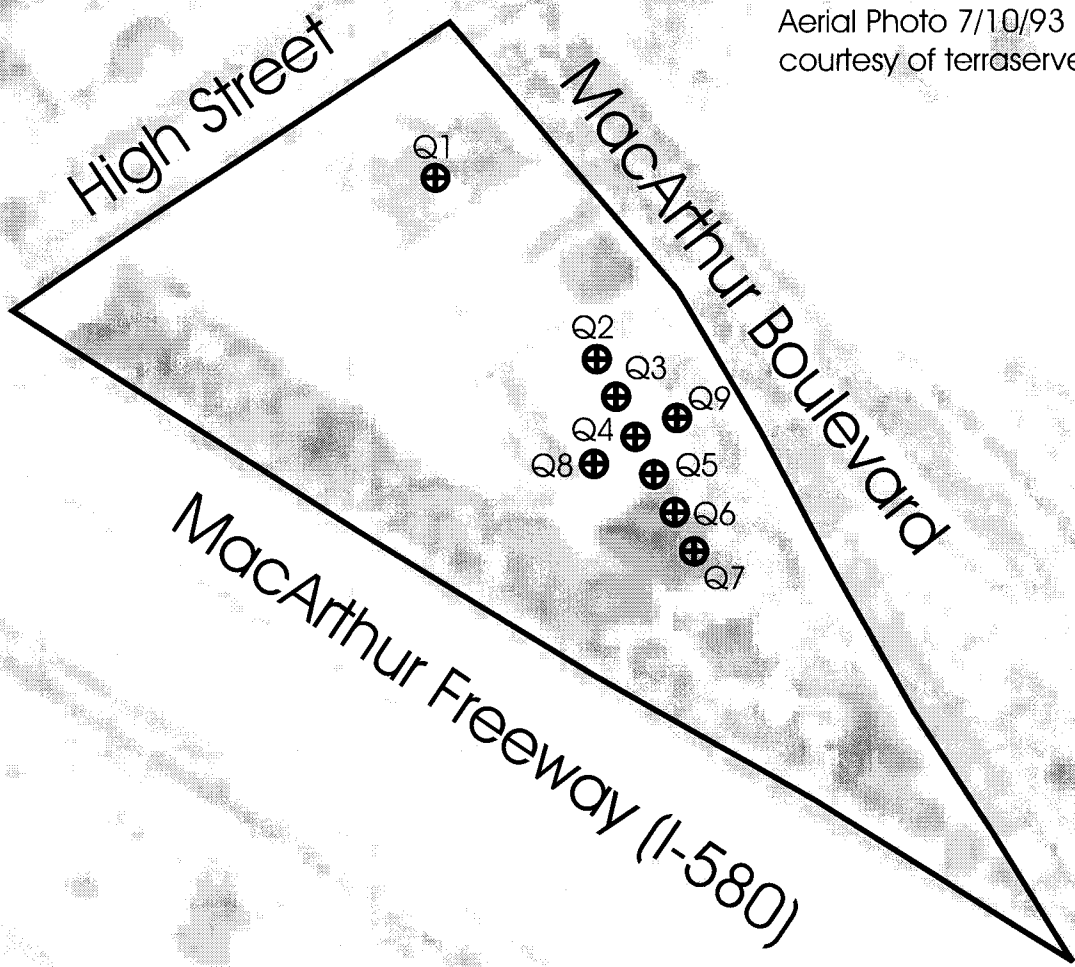 Aerial Photo 7/10/93
courtesy of terraserve
High Street
MacArthur Boulevard
Q1
Q2
Q3
Q9
Q4
Q8
Q5
Q6
Q7
MacArthur Freeway (I-580)